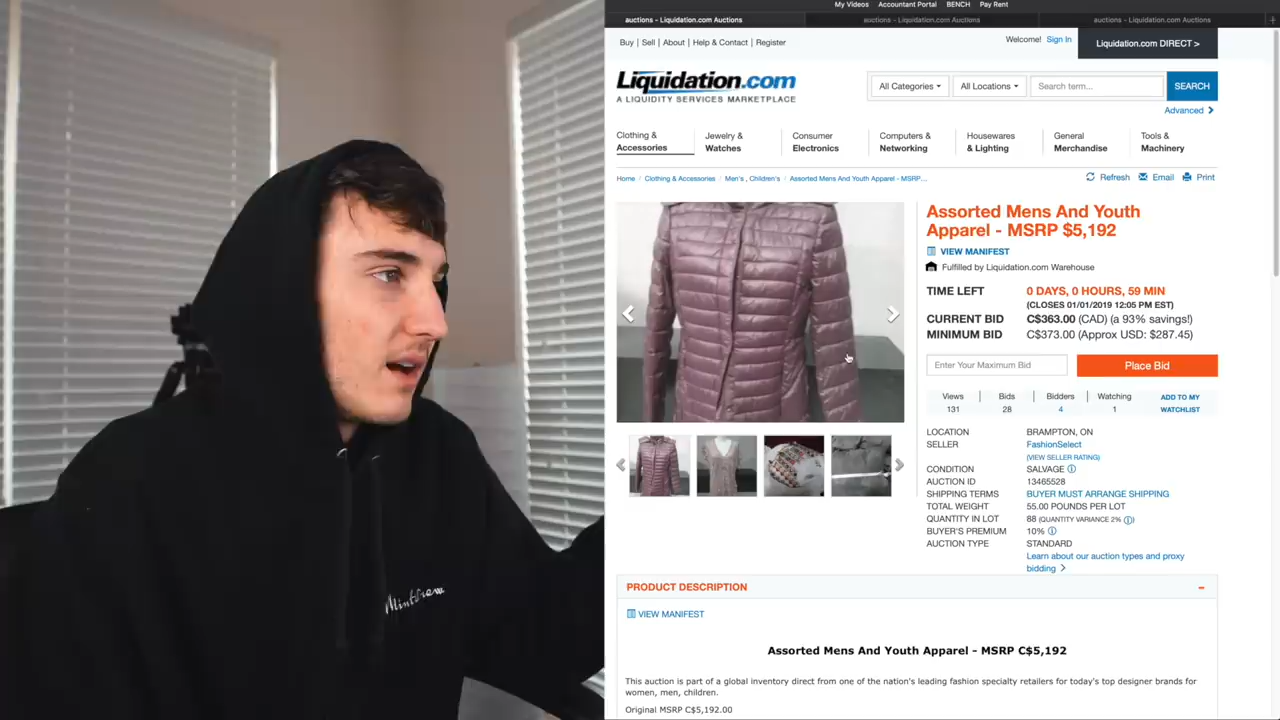 My Videos Accountant Portal BENCH Pay Rent
auctions - Liquidation.com Auctions auctions - Liquidation.com Auctions auctions - Liquidation.com Auctions
Buy | Sell | About | Help & Contact | Register
Welcome! Sign In
Liquidation.com DIRECT >
Liquidation.com
A LIQUIDITY SERVICES MARKETPLACE
All Categories All Locations Search term... SEARCH
Advanced
Clothing & Accessories
Jewelry & Watches
Consumer Electronics
Computers & Networking
Housewares & Lighting
General Merchandise
Tools & Machinery
Home / Clothing & Accessories / Men's , Children's / Assorted Mens And Youth Apparel - MSRP...
Refresh Email Print
Assorted Mens And Youth
Apparel - MSRP $5,192
VIEW MANIFEST
Fulfilled by Liquidation.com Warehouse
TIME LEFT 0 DAYS, 0 HOURS, 59 MIN
(CLOSES 01/01/2019 12:05 PM EST)
CURRENT BID C$363.00 (CAD) (a 93% savings!)
MINIMUM BID C$373.00 (Approx USD: $287.45)
Enter Your Maximum Bid Place Bid
Views Bids Bidders Watching
131 28 4 1
ADD TO MY
WATCHLIST
LOCATION BRAMPTON, ON
SELLER FashionSelect
(VIEW SELLER RATING)
CONDITION SALVAGE
AUCTION ID 13465528
SHIPPING TERMS BUYER MUST ARRANGE SHIPPING
TOTAL WEIGHT 55.00 POUNDS PER LOT
QUANTITY IN LOT 88 (QUANTITY VARIANCE 2%)
BUYER'S PREMIUM 10%
AUCTION TYPE STANDARD
Learn about our auction types and proxy
bidding >
PRODUCT DESCRIPTION
VIEW MANIFEST
Assorted Mens And Youth Apparel - MSRP C$5,192
This auction is part of a global inventory direct from one of the nation's leading fashion specialty retailers for today's top designer brands for
women, men, children.
Original MSRP C$5,192.00